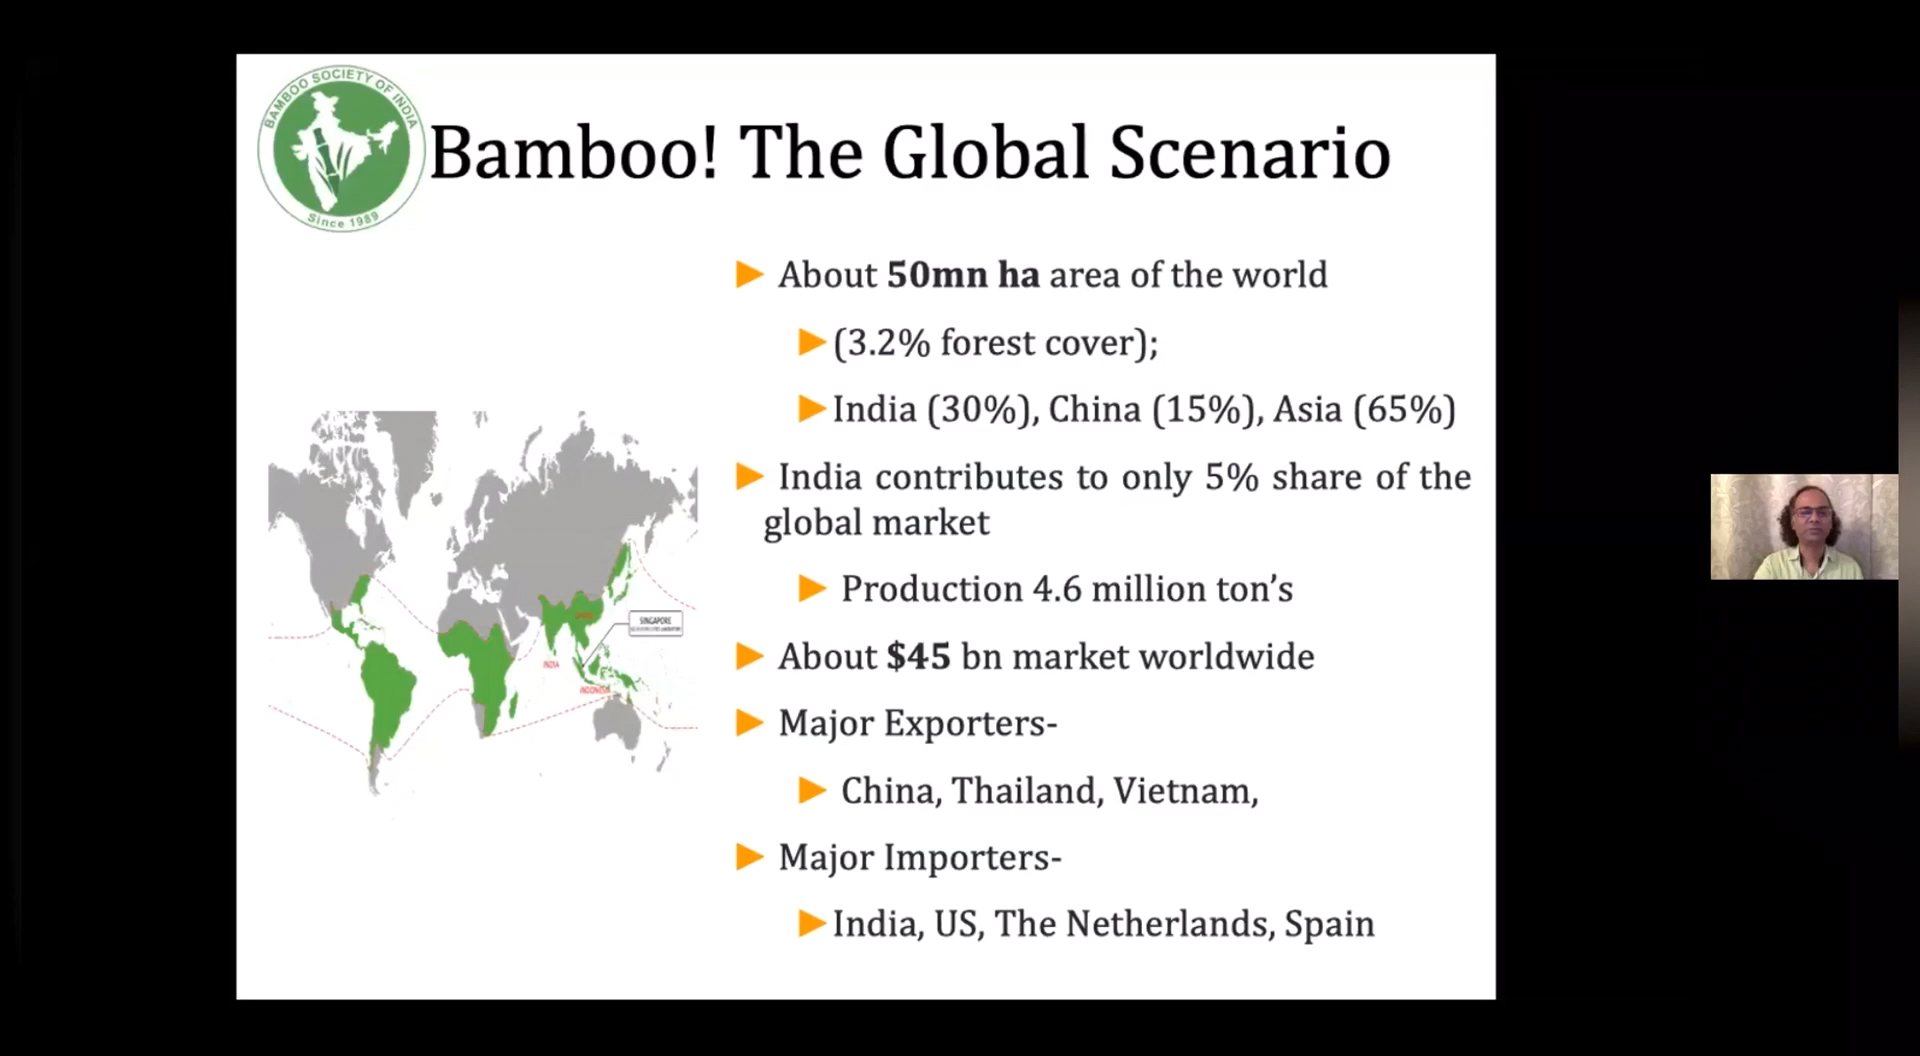 BAMBOO SOCIETY OF INDIA
Since 1989
Bamboo! The Global Scenario
About 50mn ha area of the world
(3.2% forest cover);
India (30%), China (15%), Asia (65%)
India contributes to only 5% share of the
global market
Production 4.6 million ton's
About $45 bn market worldwide
Major Exporters-
China, Thailand, Vietnam,
Major Importers-
India, US, The Netherlands, Spain
SINGAPORE
INDIA